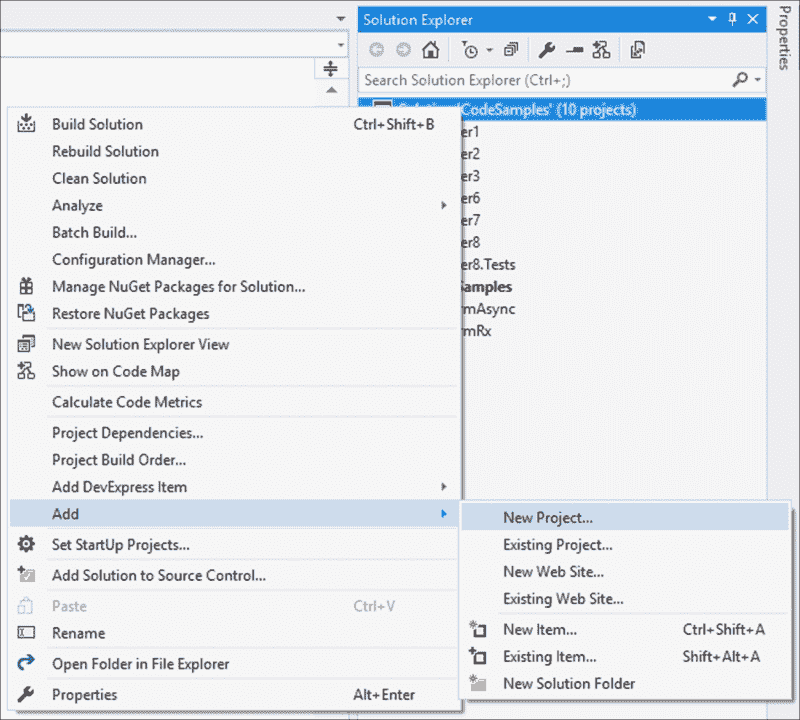 Solution Explorer
Properties
Search Solution Explorer (Ctrl+;)
CodeSamples' (10 projects)
er1
er2
er3
er6
er7
er8
er8.Tests
Samples
rmAsync
rmRx
Build Solution Ctrl+Shift+B
Rebuild Solution
Clean Solution
Analyze
Batch Build...
Configuration Manager...
Manage NuGet Packages for Solution...
Restore NuGet Packages
New Solution Explorer View
Show on Code Map
Calculate Code Metrics
Project Dependencies...
Project Build Order...
Add DevExpress Item
Add
Set StartUp Projects...
Add Solution to Source Control...
Paste Ctrl+V
Rename
Open Folder in File Explorer
Properties Alt+Enter
New Project...
Existing Project...
New Web Site...
Existing Web Site...
New Item... Ctrl+Shift+A
Existing Item... Shift+Alt+A
New Solution Folder